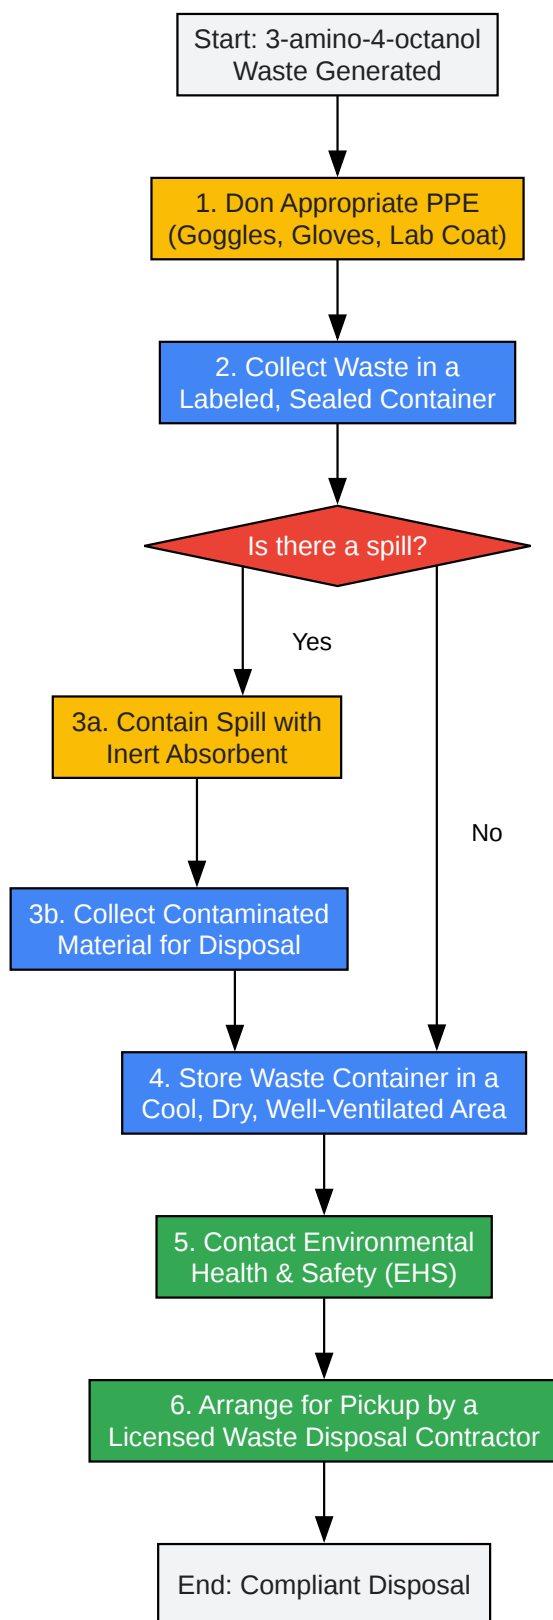 Start: 3-amino-4-octanol
Waste Generated
1. Don Appropriate PPE
(Goggles, Gloves, Lab Coat)
2. Collect Waste in a
Labeled, Sealed Container
Is there a spill?
Yes
3a. Contain Spill with
Inert Absorbent
No
3b. Collect Contaminated
Material for Disposal
4. Store Waste Container in a
Cool, Dry, Well-Ventilated Area
5. Contact Environmental
Health & Safety (EHS)
6. Arrange for Pickup by a
Licensed Waste Disposal Contractor
End: Compliant Disposal